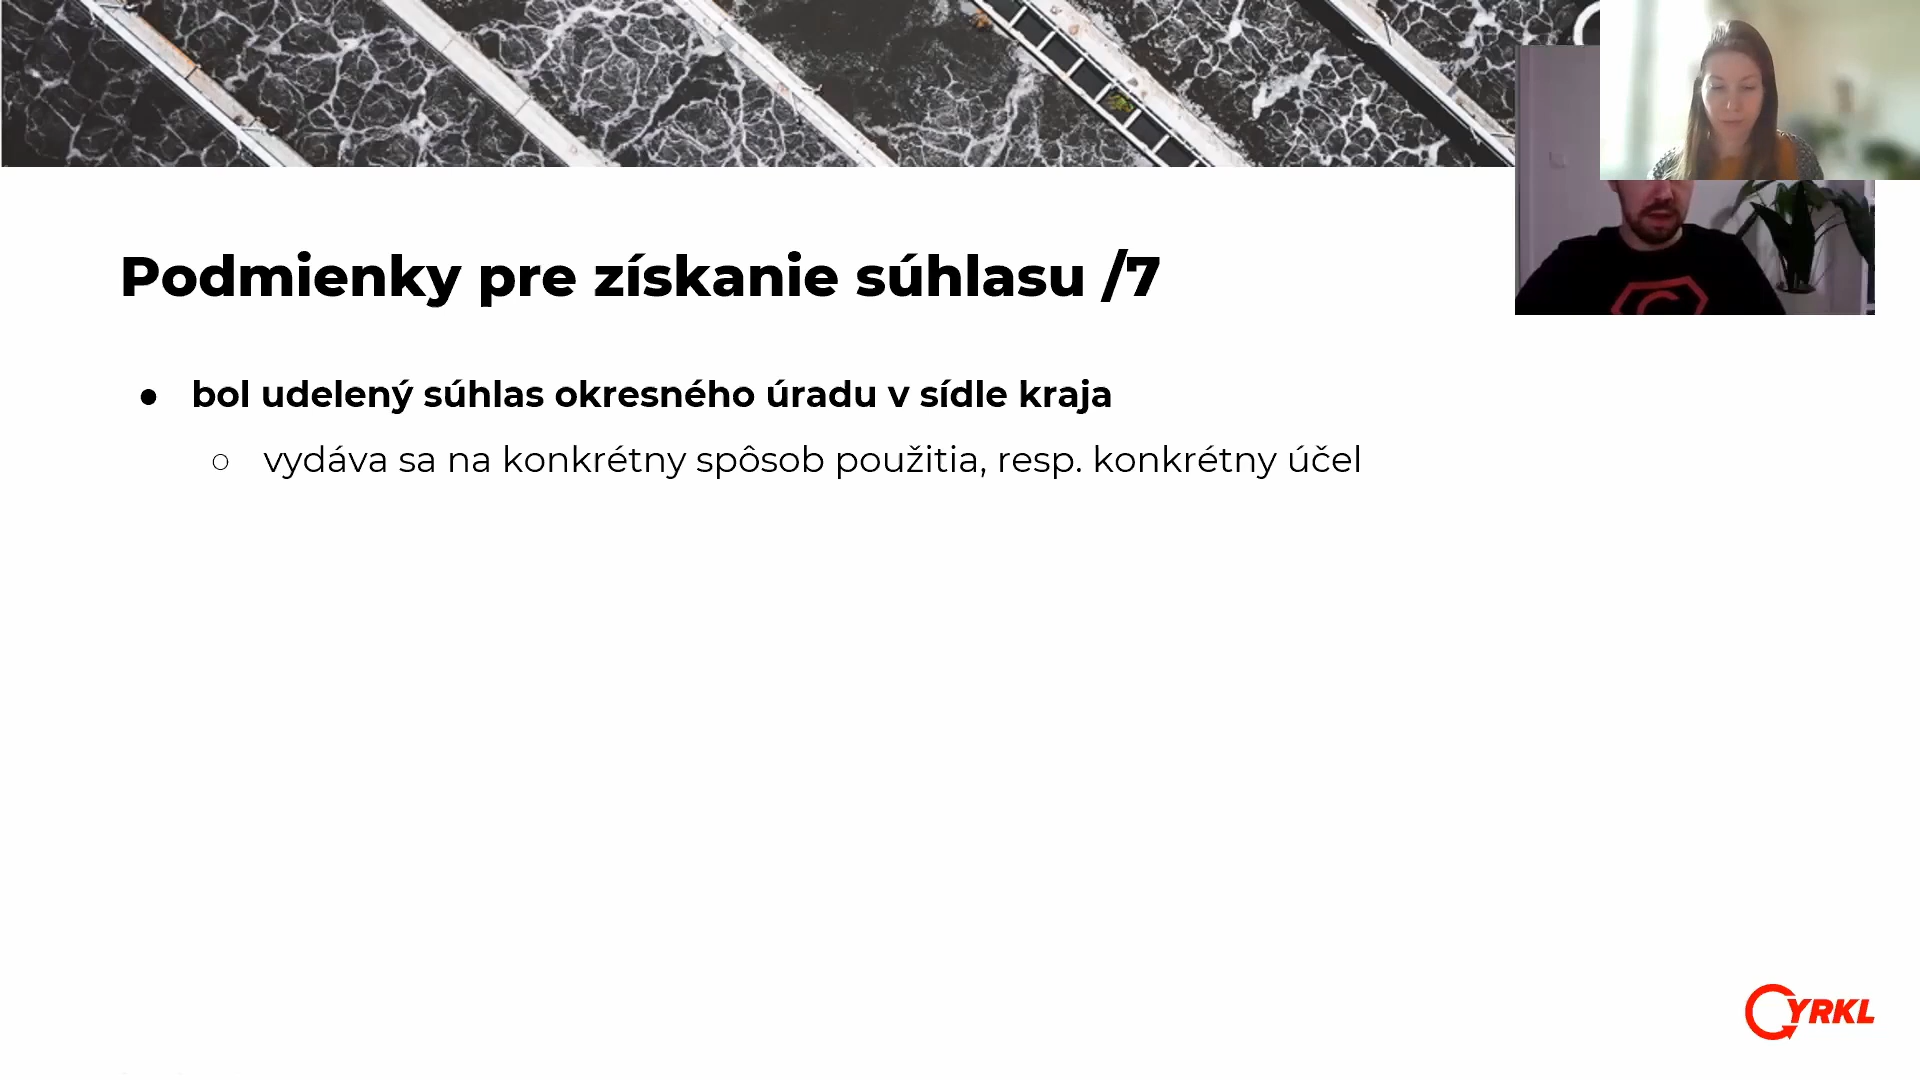 Podmienky pre získanie súhlasu /7
● bol udelený súhlas okresného úradu v sídle kraja
○ vydáva sa na konkrétny spôsob použitia, resp. konkrétny účel
CYRKL